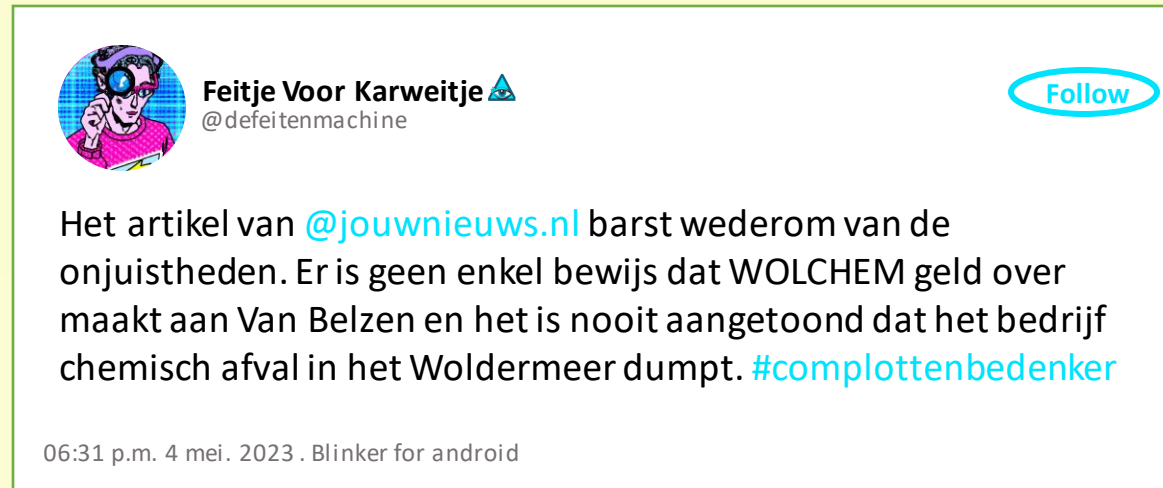 Feitje Voor Karweitje
@defeitenmachine
Follow
Het artikel van @jouwnieuws.nl barst wederom van de
onjuistheden. Er is geen enkel bewijs dat WOLCHEM geld over
maakt aan Van Belzen en het is nooit aangetoond dat het bedrijf
chemisch afval in het Woldermeer dumpt. #complottenbedenker
06:31 p.m. 4 mei. 2023 . Blinker for android